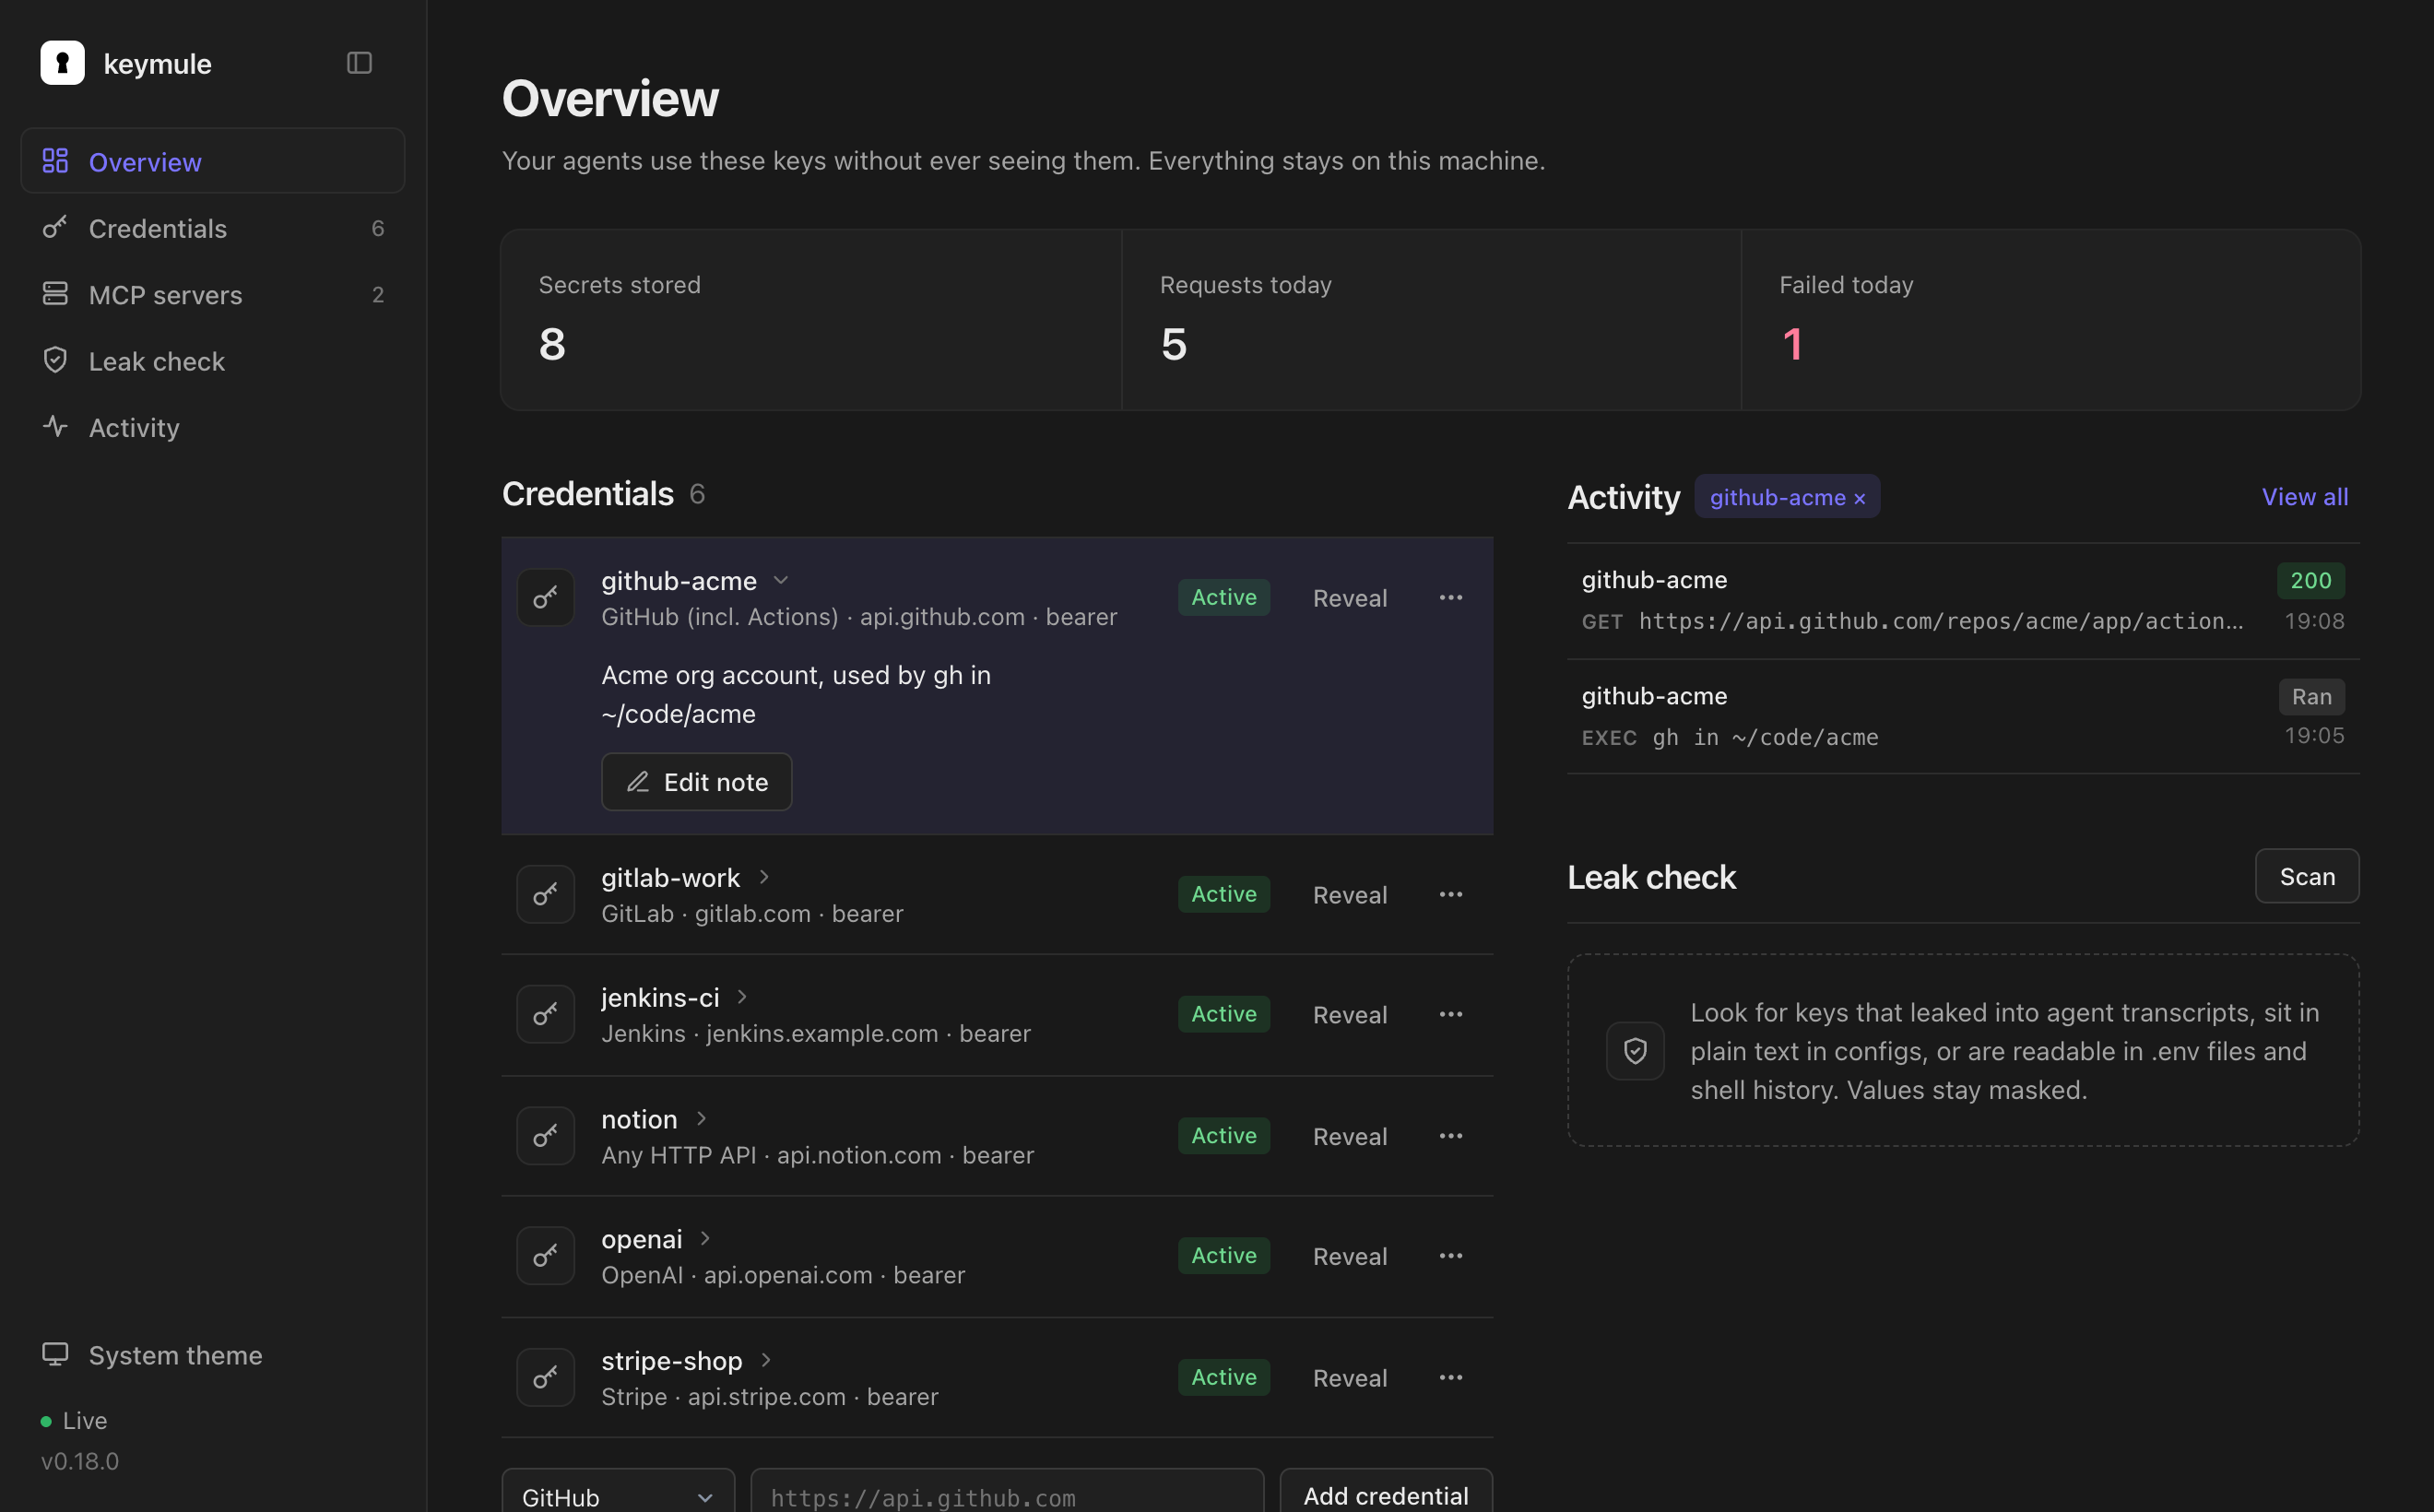 keymule
Overview
Credentials 6
MCP servers 2
Leak check
Activity
System theme
Live
v0.18.0
Overview
Your agents use these keys without ever seeing them. Everything stays on this machine.
Secrets stored
8
Requests today
5
Failed today
1
Credentials 6
github-acme
GitHub (incl. Actions) · api.github.com · bearer
Active Reveal ···
Acme org account, used by gh in
~/code/acme
Edit note
gitlab-work
GitLab · gitlab.com · bearer
Active Reveal ···
jenkins-ci
Jenkins · jenkins.example.com · bearer
Active Reveal ···
notion
Any HTTP API · api.notion.com · bearer
Active Reveal ···
openai
OpenAI · api.openai.com · bearer
Active Reveal ···
stripe-shop
Stripe · api.stripe.com · bearer
Active Reveal ···
GitHub https://api.github.com Add credential
Activity github-acme × View all
github-acme 200
GET https://api.github.com/repos/acme/app/action… 19:08
github-acme Ran
EXEC gh in ~/code/acme 19:05
Leak check Scan
Look for keys that leaked into agent transcripts, sit in
plain text in configs, or are readable in .env files and
shell history. Values stay masked.